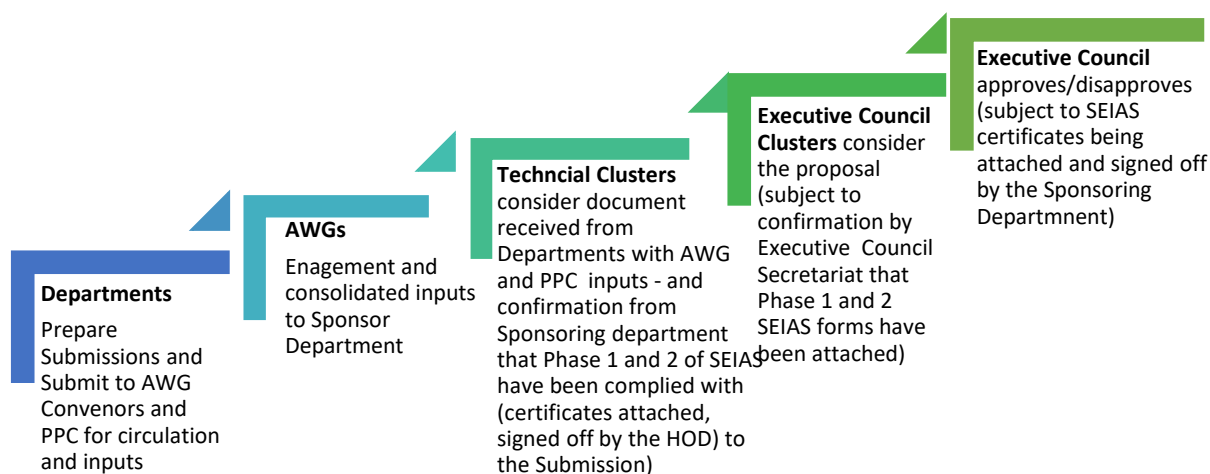 Departments
Prepare
Submissions and
Submit to AWG
Convenors and
PPC for circulation
and inputs
AWGs
Enagement and
consolidated inputs
to Sponsor
Department
Techncial Clusters
consider document
received from
Departments with AWG
and PPC inputs - and
confirmation from
Sponsoring department
that Phase 1 and 2 of SEIAS
have been complied with
(certificates attached,
signed off by the HOD) to
the Submission)
Executive Council
Clusters consider
the proposal
(subject to
confirmation by
Executive Council
Secretariat that
Phase 1 and 2
SEIAS forms have
been attached)
Executive Council
approves/disapproves
(subject to SEIAS
certificates being
attached and signed off
by the Sponsoring
Departmnent)